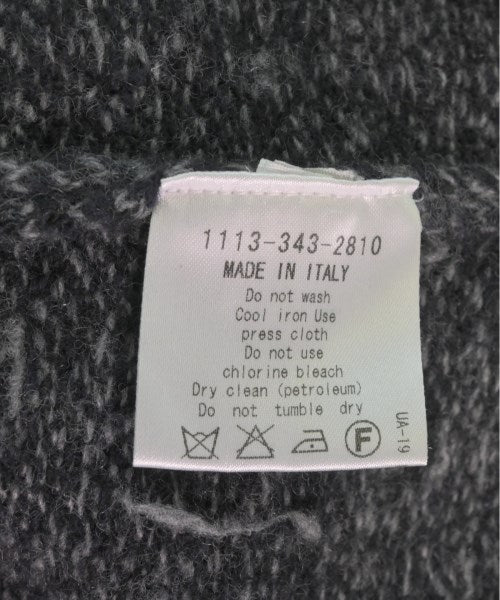 1113-343-2810
MADE IN ITALY
Do not wash
Cool iron Use
press cloth
Do not use
chlorine bleach
Dry clean (petroleum)
Do not tumble dry
F
UA-19